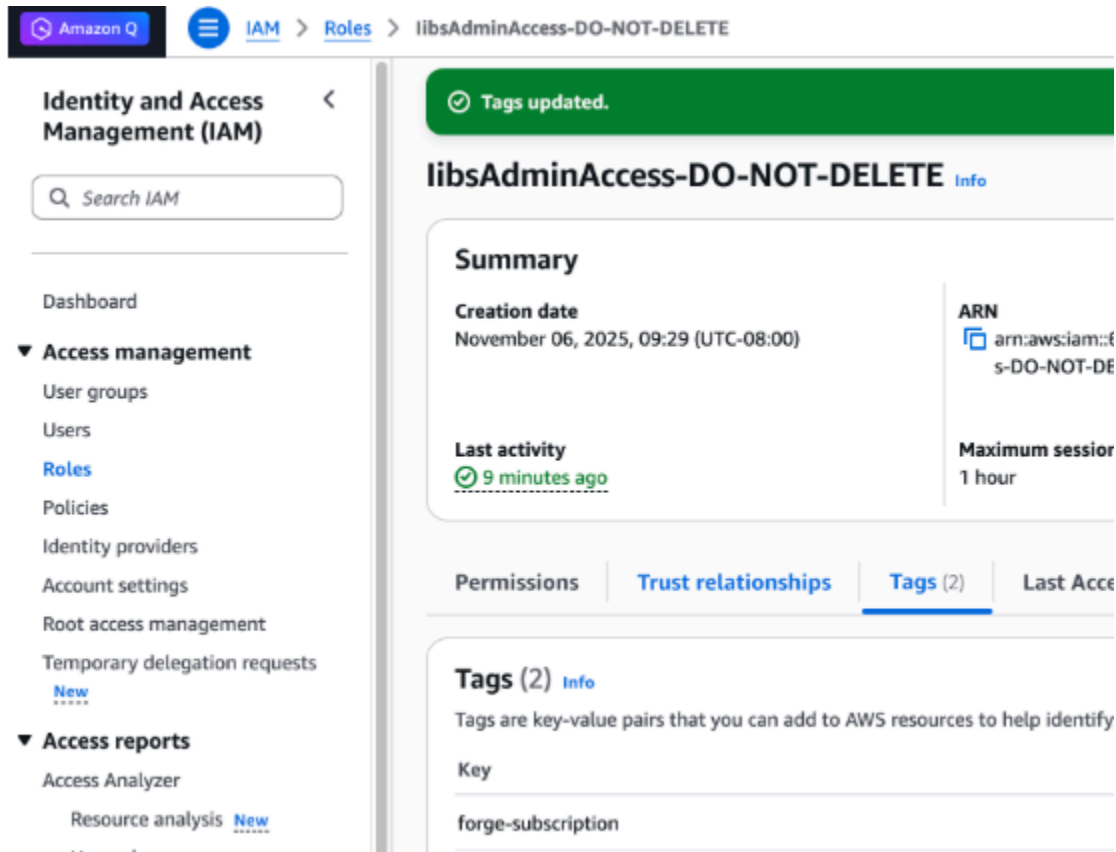 Amazon Q
IAM > Roles > IibsAdminAccess-DO-NOT-DELETE
Identity and Access
Management (IAM)
Search IAM
Dashboard
Access management
User groups
Users
Roles
Policies
Identity providers
Account settings
Root access management
Temporary delegation requests
New
Access reports
Access Analyzer
Resource analysis New
Tags updated.
IibsAdminAccess-DO-NOT-DELETE Info
Summary
Creation date
November 06, 2025, 09:29 (UTC-08:00)
ARN
arn:aws:iam::6
s-DO-NOT-DE
Last activity
9 minutes ago
Maximum session
1 hour
Permissions
Trust relationships
Tags (2)
Last Acce
Tags (2) Info
Tags are key-value pairs that you can add to AWS resources to help identify
Key
forge-subscription